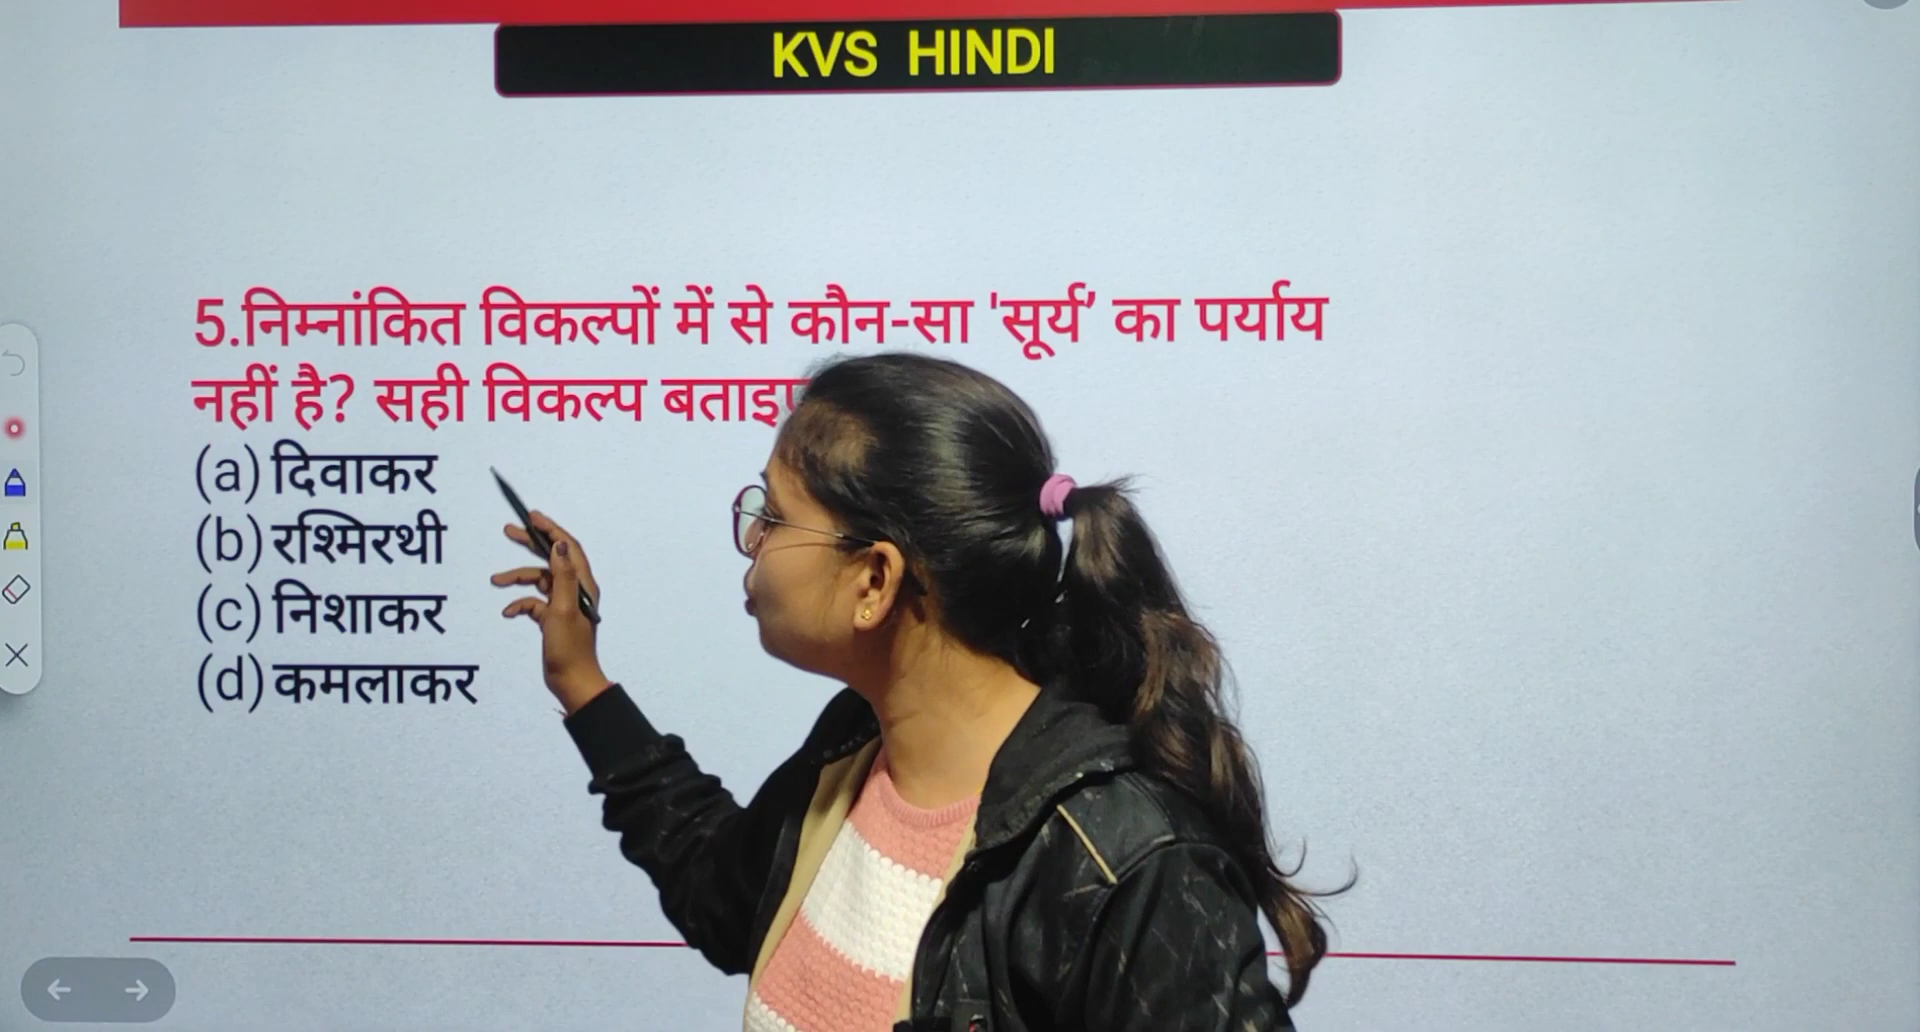 KVS HINDI
5.निम्नांकित विकल्पों में से कौन-सा 'सूर्य' का पर्याय
नहीं है? सही विकल्प
(a) दिवाकर
(b) रश्मिरथी
(c) निशाकर
(d) कमलाकर